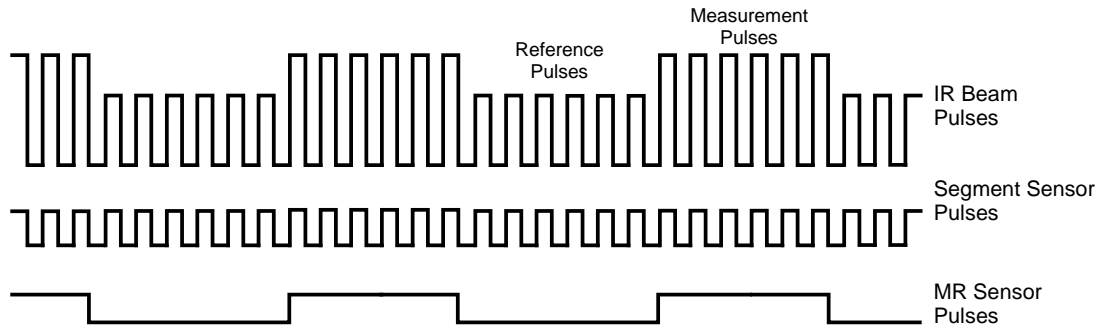 Measurement
Pulses
Reference
Pulses
IR Beam
Pulses
Segment Sensor
Pulses
MR Sensor
Pulses